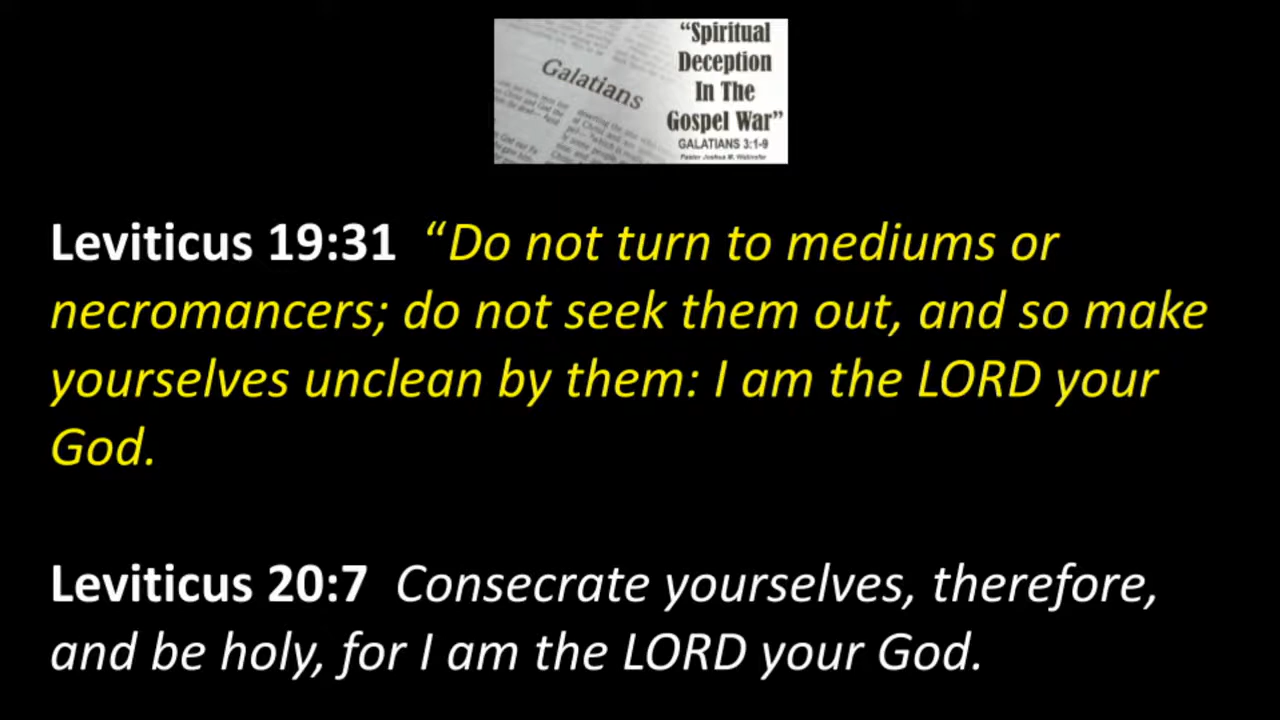 Galatians
“Spiritual
Deception
In The
Gospel War”
GALATIANS 3:1-9
Leviticus 19:31 “Do not turn to mediums or
necromancers; do not seek them out, and so make
yourselves unclean by them: I am the LORD your
God.
Leviticus 20:7 Consecrate yourselves, therefore,
and be holy, for I am the LORD your God.